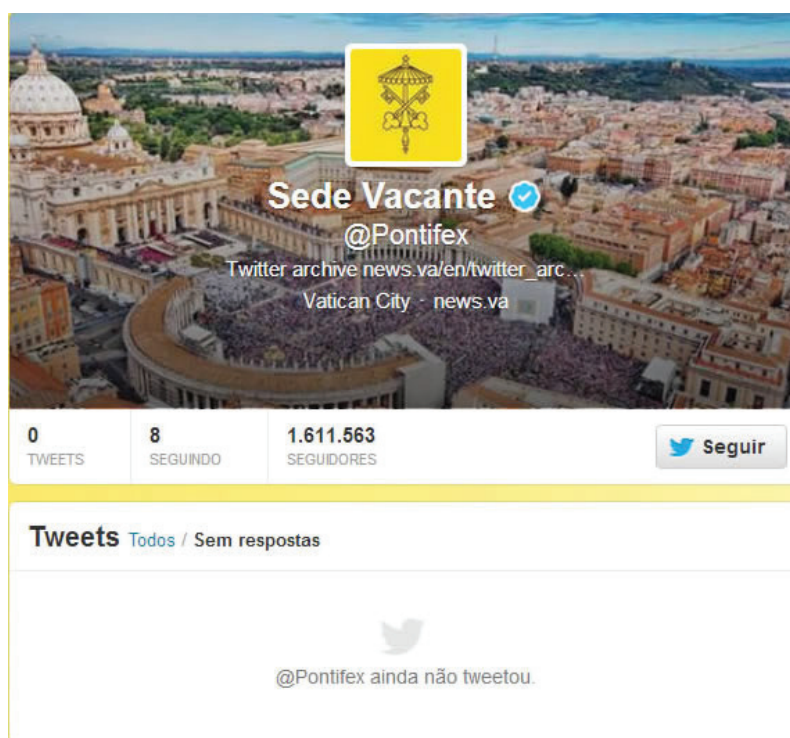 Sede Vacante
@Pontifex
Twitter archive news.va/en/twitter_arc...
Vatican City · news.va
0 8 1.611.563 Seguir
TWEETS SEGUINDO SEGUIDORES
Tweets Todos / Sem respostas
@Pontifex ainda não tweetou.